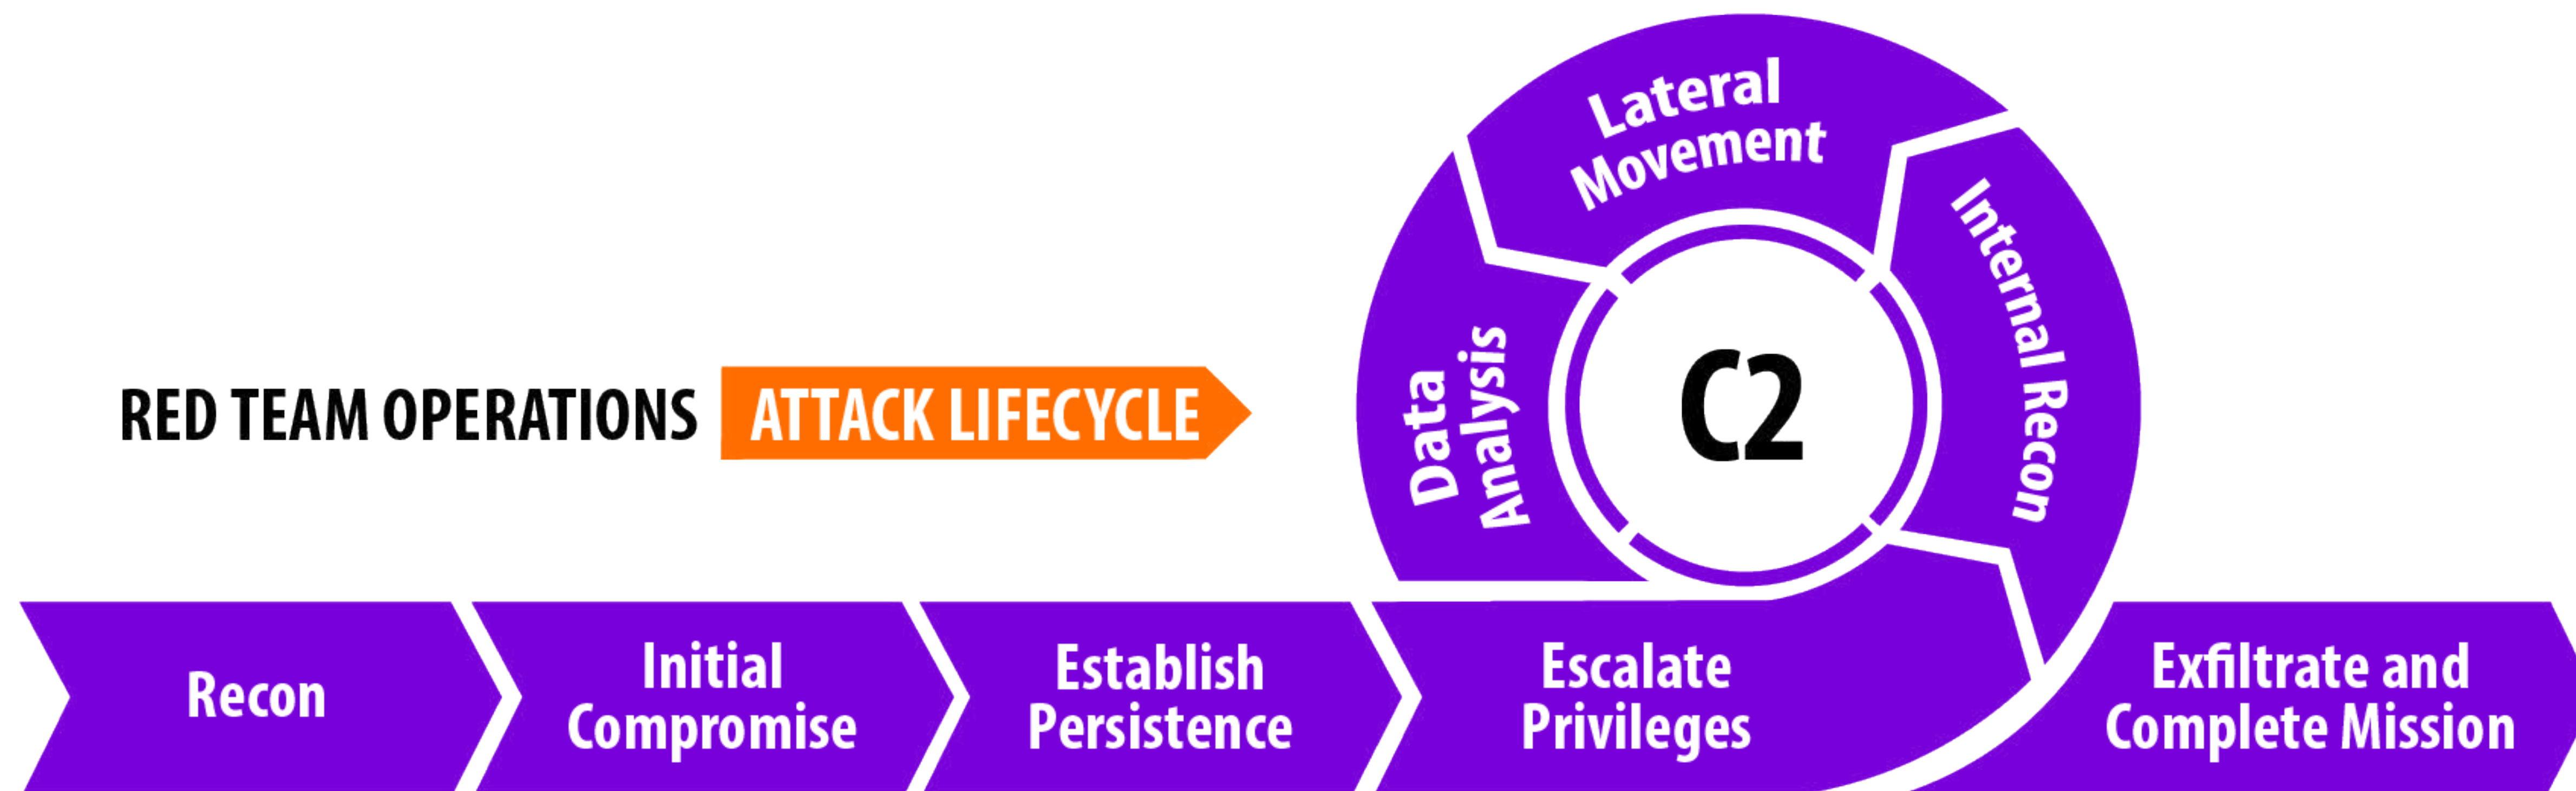 RED TEAM OPERATIONS ATTACK LIFECYCLE
Recon
Initial
Compromise
Establish
Persistence
Escalate
Privileges
Internal Recon
Lateral
Movement
Data
Analysis
C2
Exfiltrate and
Complete Mission